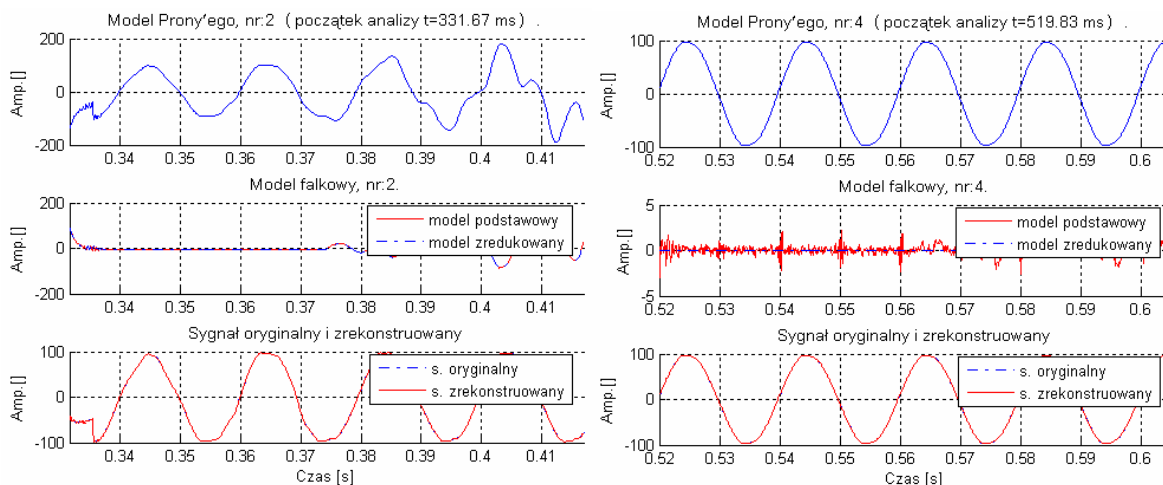 Model Prony'ego, nr:2 (początek analizy t=331.67 ms) .
200
0
-200
Amp.[]
0.34 0.35 0.36 0.37 0.38 0.39 0.4 0.41
Model falkowy, nr:2.
200
0
-200
Amp.[]
model podstawowy
model zredukowany
0.34 0.35 0.36 0.37 0.38 0.39 0.4 0.41
Sygnał oryginalny i zrekonstruowany
100
0
-100
Amp.[]
s. oryginalny
s. zrekonstruowany
0.34 0.35 0.36 0.37 0.38 0.39 0.4 0.41
Czas [s]
Model Prony'ego, nr:4 (początek analizy t=519.83 ms) .
100
0
-100
Amp.[]
0.52 0.53 0.54 0.55 0.56 0.57 0.58 0.59 0.6
Model falkowy, nr:4.
5
0
-5
Amp.[]
model podstawowy
model zredukowany
0.52 0.53 0.54 0.55 0.56 0.57 0.58 0.59 0.6
Sygnał oryginalny i zrekonstruowany
100
0
-100
Amp.[]
s. oryginalny
s. zrekonstruowany
0.52 0.53 0.54 0.55 0.56 0.57 0.58 0.59 0.6
Czas [s]